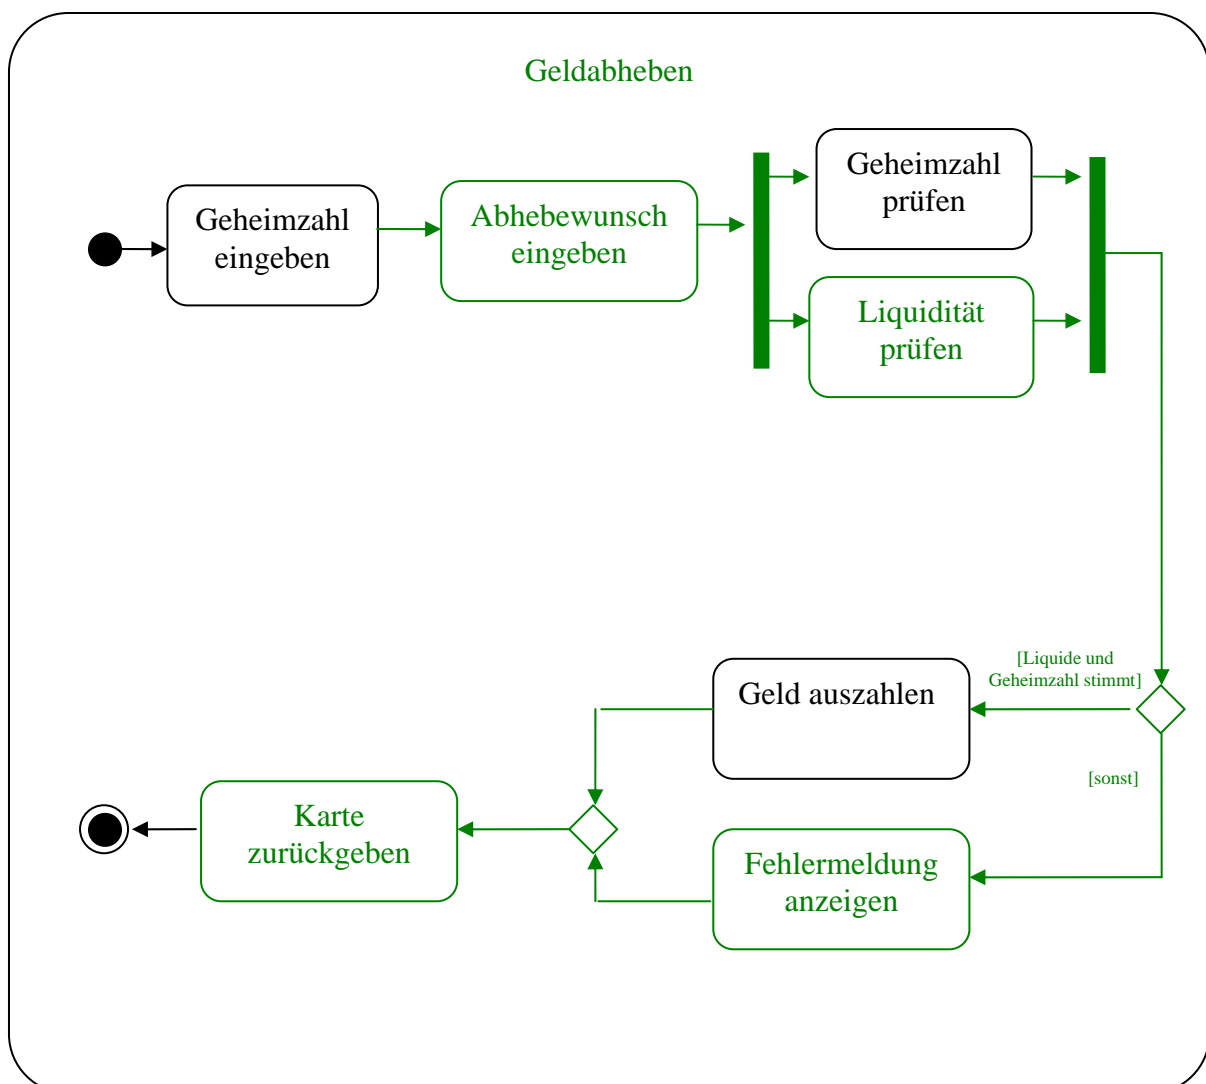 Geldabheben
Geheimzahl
eingeben
Abhebewunsch
eingeben
Geheimzahl
prüfen
Liquidität
prüfen
[Liquide und
Geheimzahl stimmt]
Geld auszahlen
[sonst]
Fehlermeldung
anzeigen
Karte
zurückgeben